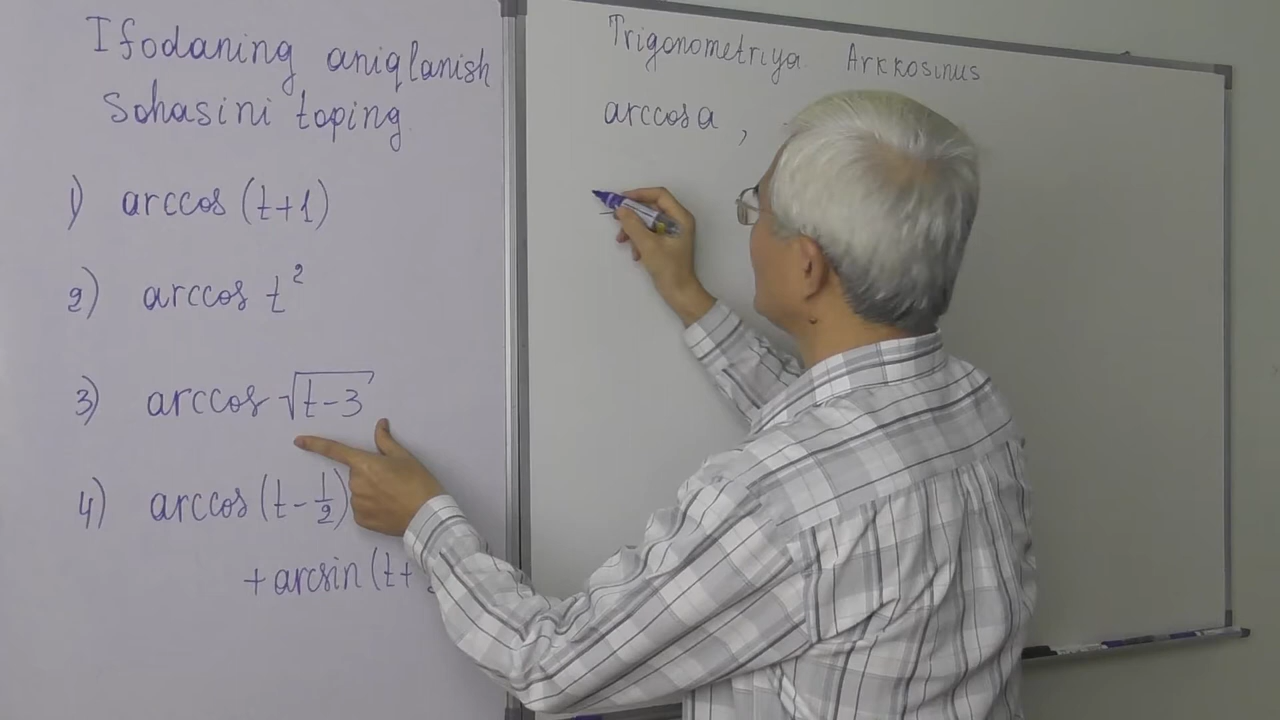 Ifodaning aniqlanish
Sohasini toping.
1) arccos (t+1)
2) arccos t²
3) arccos √(t-3)
4) arccos (t-1/2)
+arcsin (t+
Trigonometriya. Arkkosinus
arccosa,